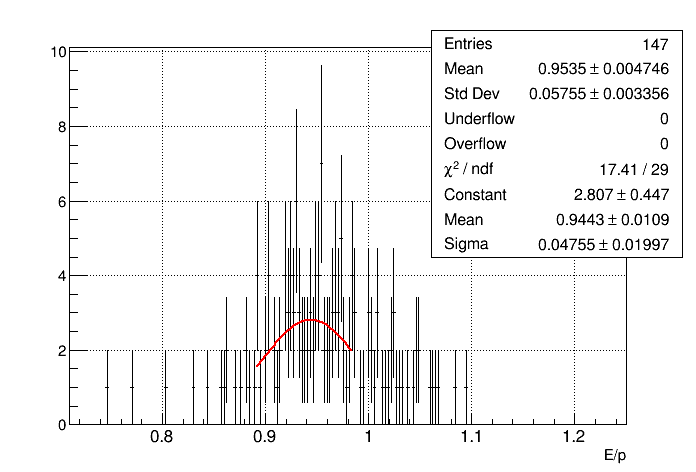 Entries 147
Mean 0.9535 ± 0.004746
Std Dev 0.05755 ± 0.003356
Underflow 0
Overflow 0
χ² / ndf 17.41 / 29
Constant 2.807 ± 0.447
Mean 0.9443 ± 0.0109
Sigma 0.04755 ± 0.01997
10
8
6
4
2
0
0.8 0.9 1 1.1 1.2
E/p